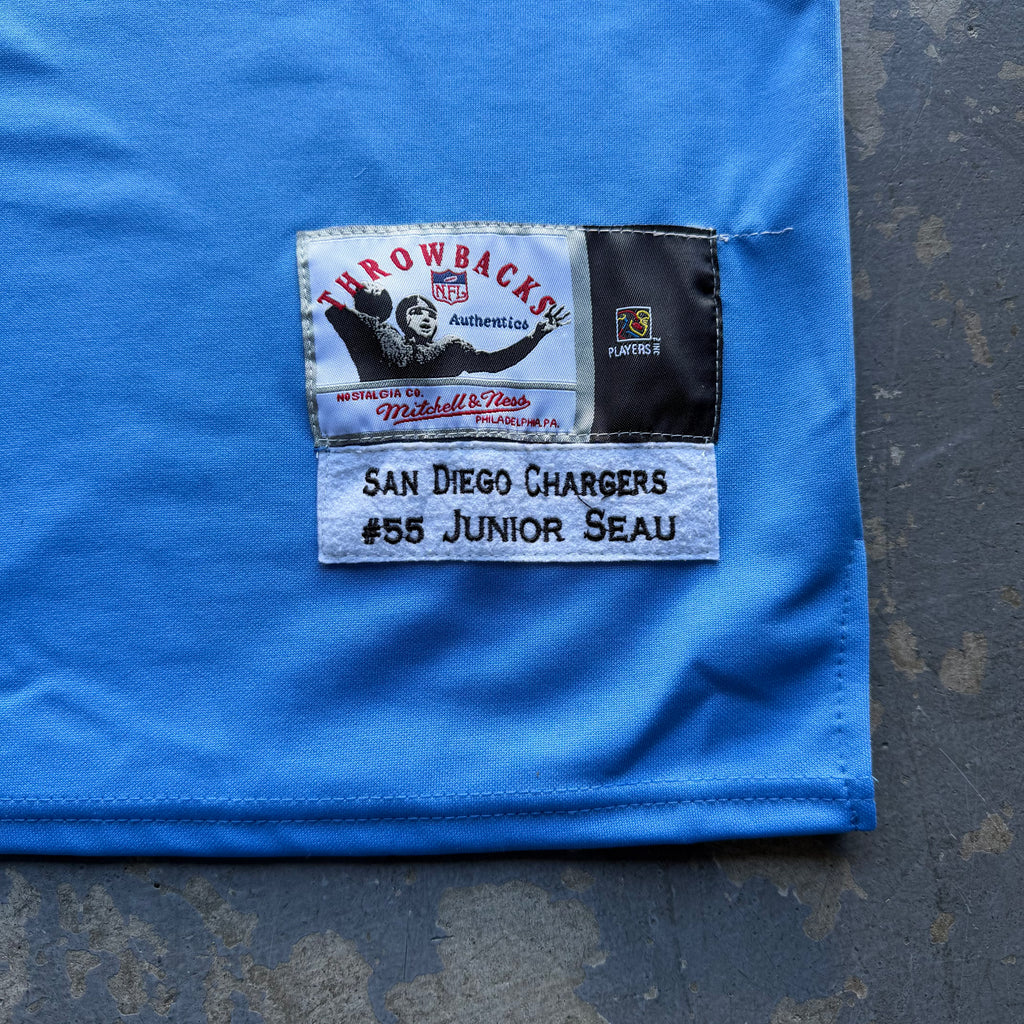 THROWBACKS
NFL
Authentics
PLAYERS INC
NOSTALGIA CO.
Mitchell & Ness
PHILADELPHIA, PA.
SAN DIEGO CHARGERS
#55 JUNIOR SEAU